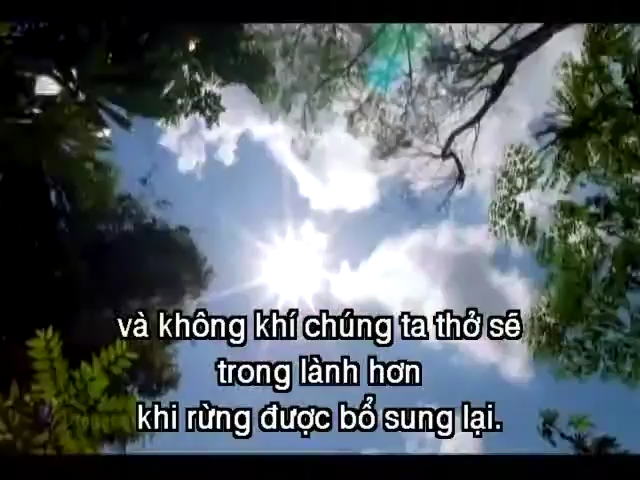 và không khí chúng ta thở sẽ
trong lành hơn
khi rừng được bổ sung lại.